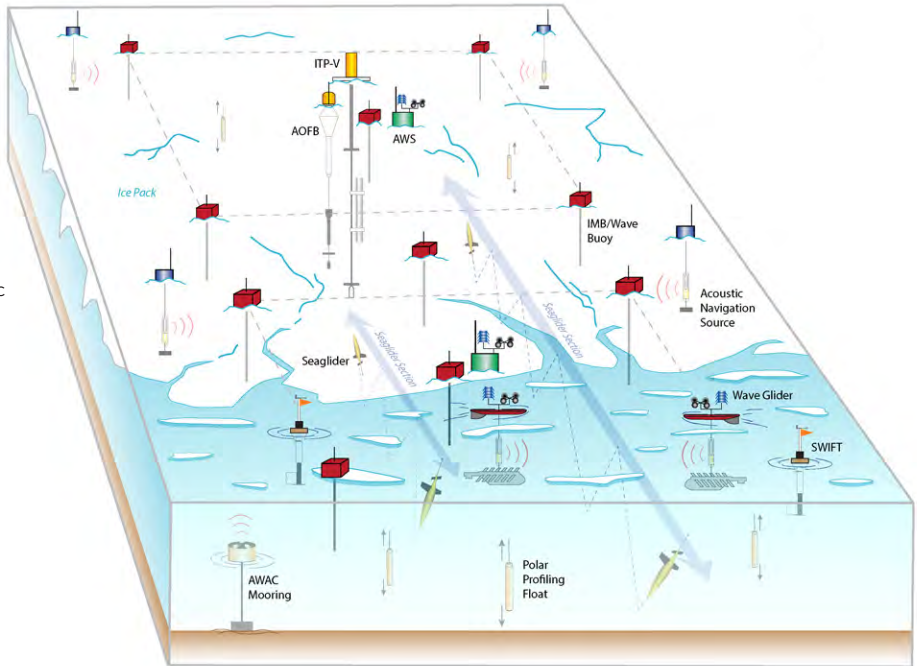 ITP-V
AOFB
AWS
Ice Pack
IMB/Wave
Buoy
c
Acoustic
Navigation
Source
Seaglider Section
Seaglider
Seaglider Section
Wave Glider
SWIFT
AWAC
Mooring
Polar
Profiling
Float